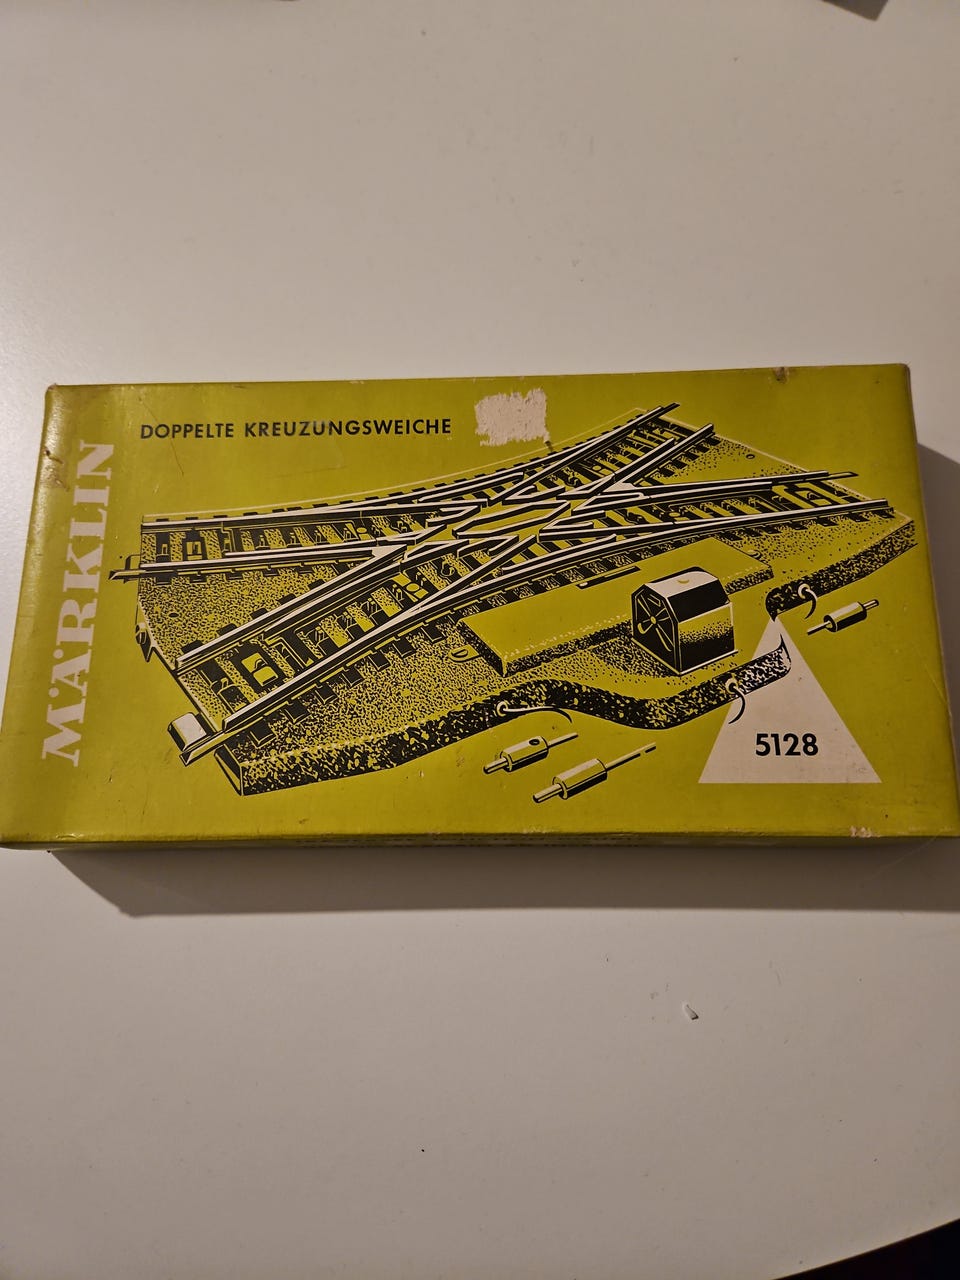 DOPPELTE KREUZUNGSWEICHE
MÄRKLIN
5128